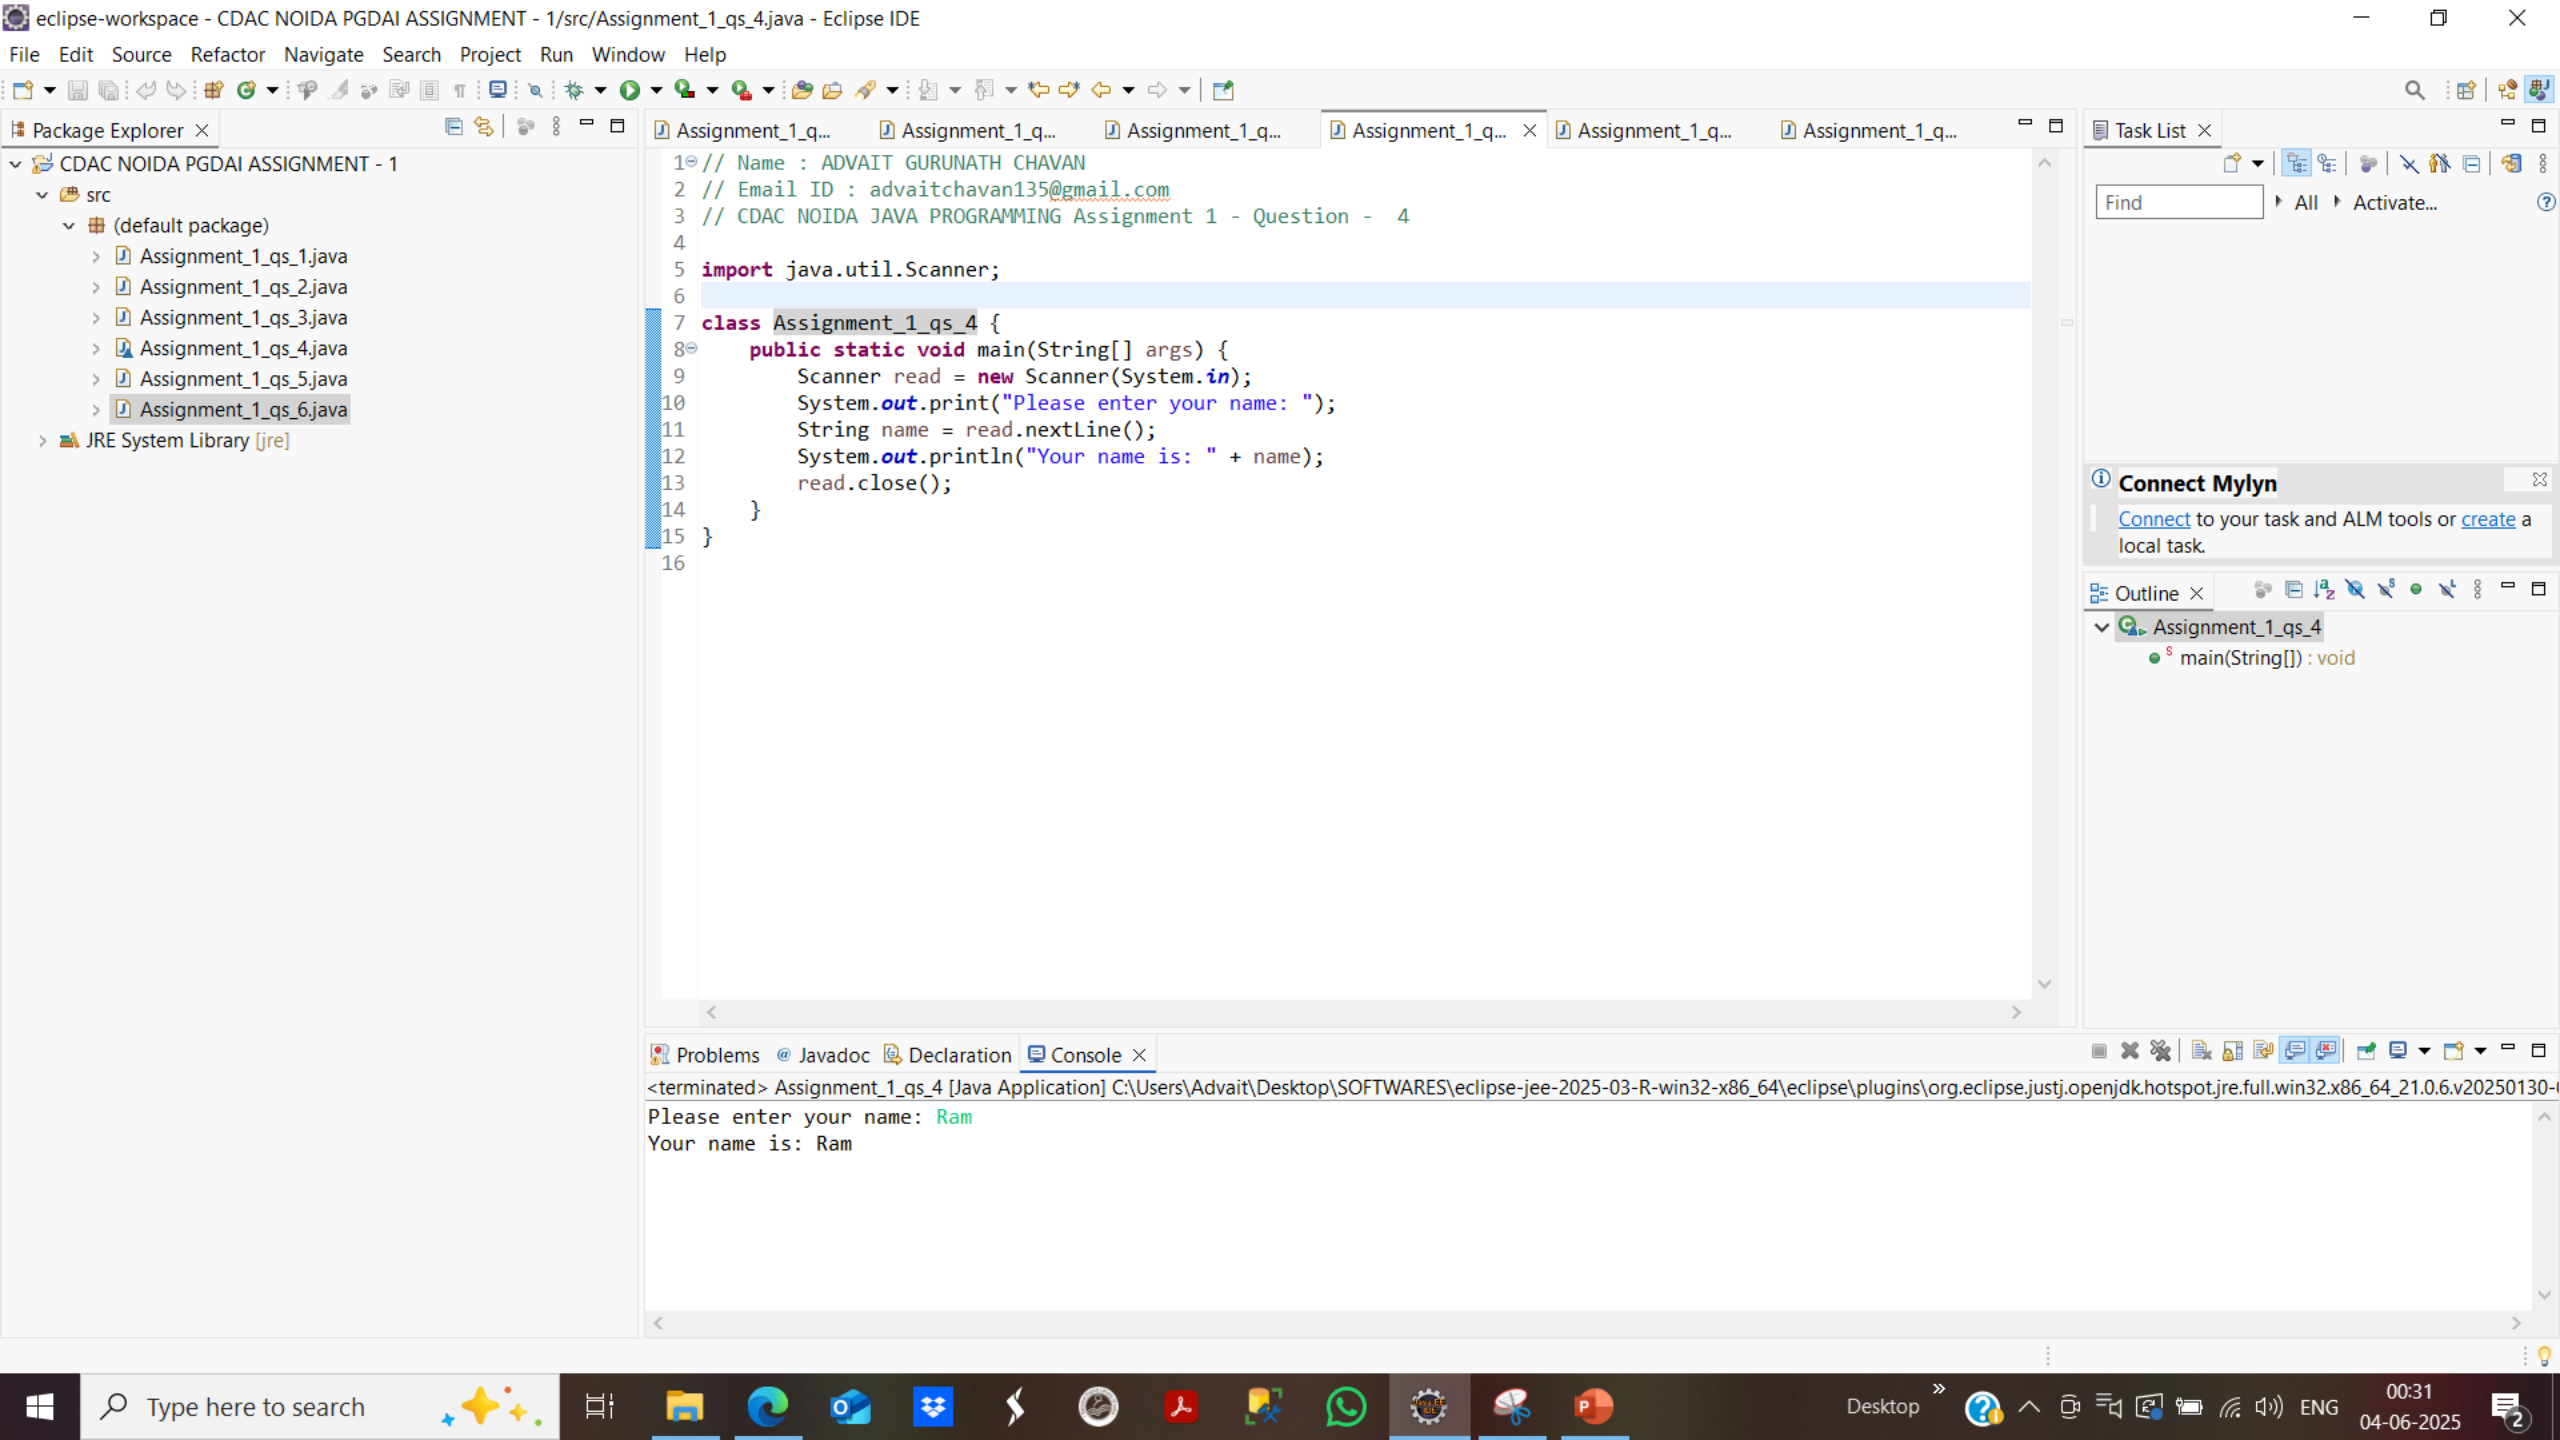 eclipse-workspace - CDAC NOIDA PGDAI ASSIGNMENT - 1/src/Assignment_1_qs_4.java - Eclipse IDE
File Edit Source Refactor Navigate Search Project Run Window Help
Package Explorer
CDAC NOIDA PGDAI ASSIGNMENT - 1
src
(default package)
Assignment_1_qs_1.java
Assignment_1_qs_2.java
Assignment_1_qs_3.java
Assignment_1_qs_4.java
Assignment_1_qs_5.java
Assignment_1_qs_6.java
JRE System Library [jre]
Assignment_1_q... Assignment_1_q... Assignment_1_q... Assignment_1_q... Assignment_1_q... Assignment_1_q...
1 // Name : ADVAIT GURUNATH CHAVAN
2 // Email ID : advaitchavan135@gmail.com
3 // CDAC NOIDA JAVA PROGRAMMING Assignment 1 - Question -  4
4
5 import java.util.Scanner;
6
7 class Assignment_1_qs_4 {
8     public static void main(String[] args) {
9         Scanner read = new Scanner(System.in);
10         System.out.print("Please enter your name: ");
11         String name = read.nextLine();
12         System.out.println("Your name is: " + name);
13         read.close();
14     }
15 }
16
Task List
Find All Activate...
Connect Mylyn
Connect to your task and ALM tools or create a
local task.
Outline
Assignment_1_qs_4
main(String[]) : void
Problems Javadoc Declaration Console
<terminated> Assignment_1_qs_4 [Java Application] C:\Users\Advait\Desktop\SOFTWARES\eclipse-jee-2025-03-R-win32-x86_64\eclipse\plugins\org.eclipse.justj.openjdk.hotspot.jre.full.win32.x86_64_21.0.6.v20250130-
Please enter your name: Ram
Your name is: Ram
Type here to search
Desktop
ENG
00:31
04-06-2025
2